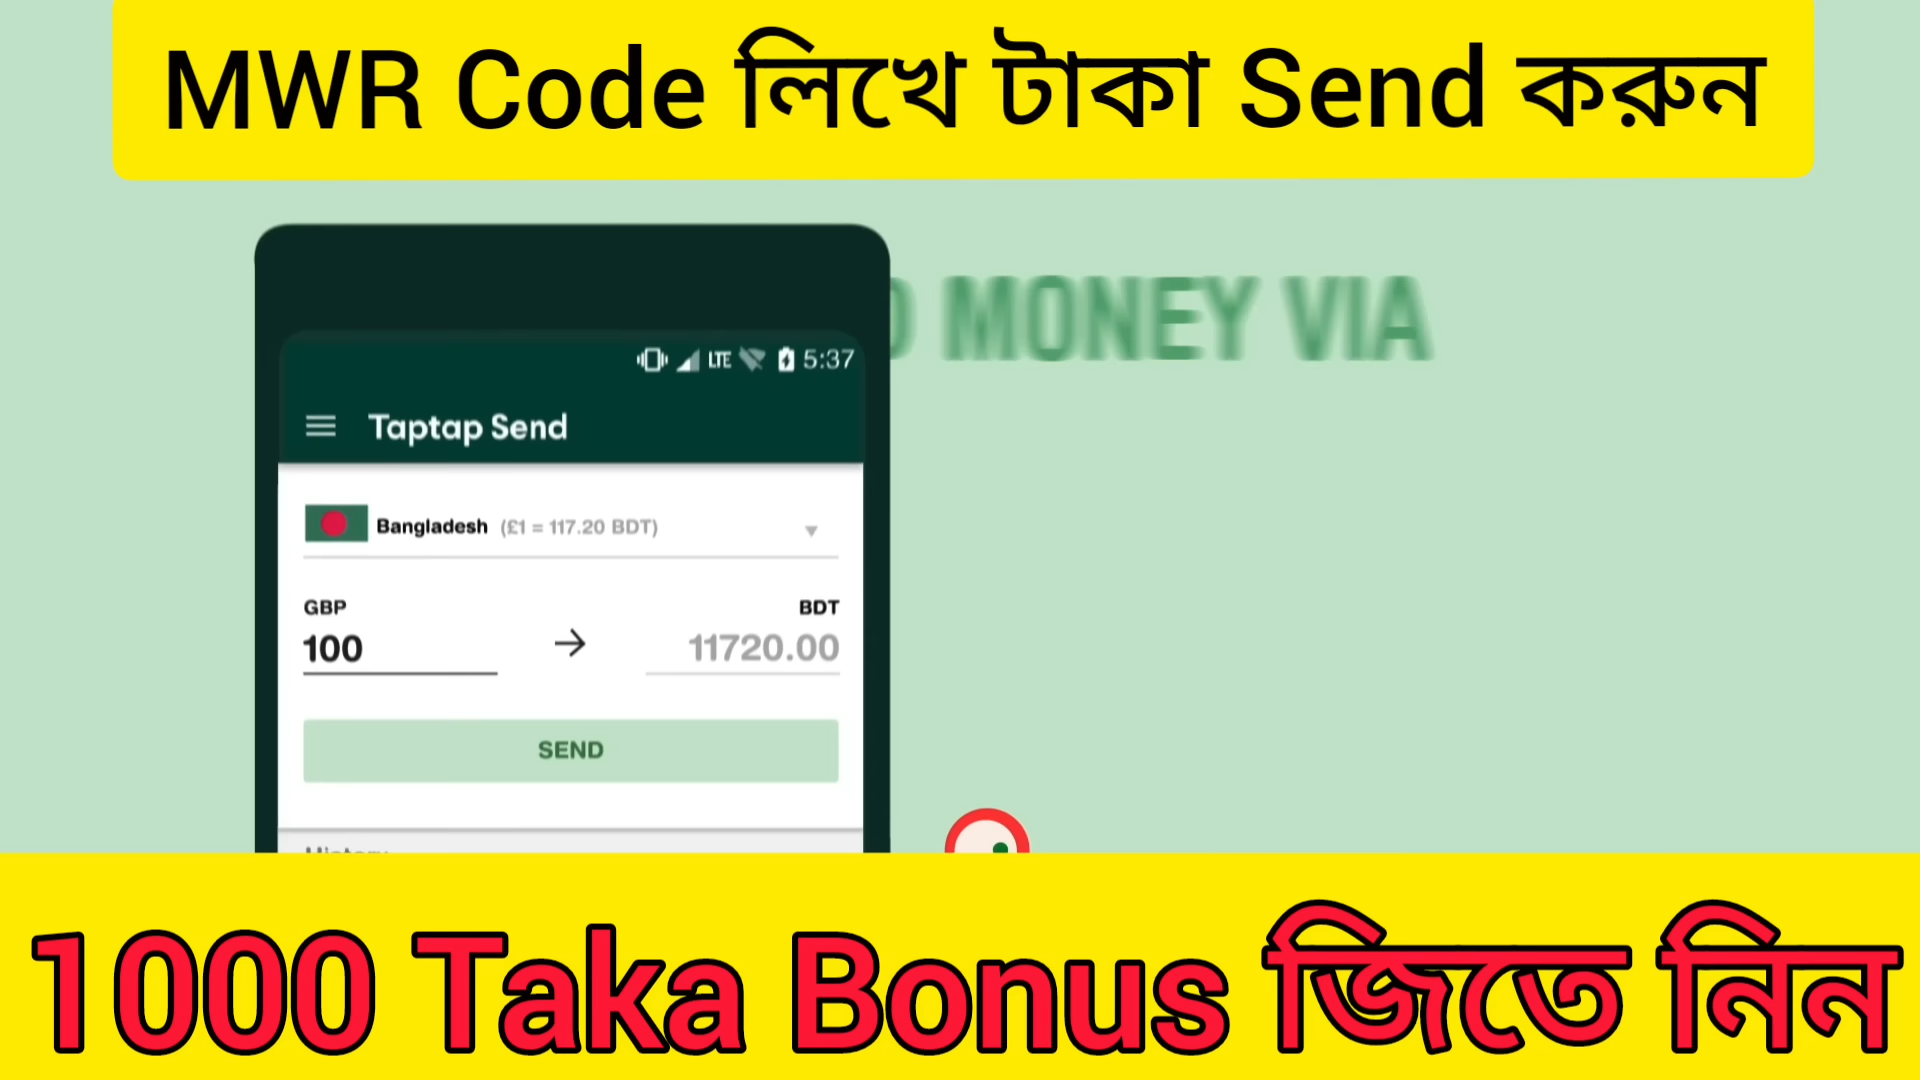 MWR Code লিখে টাকা Send করুন
MONEY VIA
LTE 5:37
Taptap Send
Bangladesh (£1 = 117.20 BDT)
GBP BDT
100 → 11720.00
SEND
1000 Taka Bonus জিতে নিন